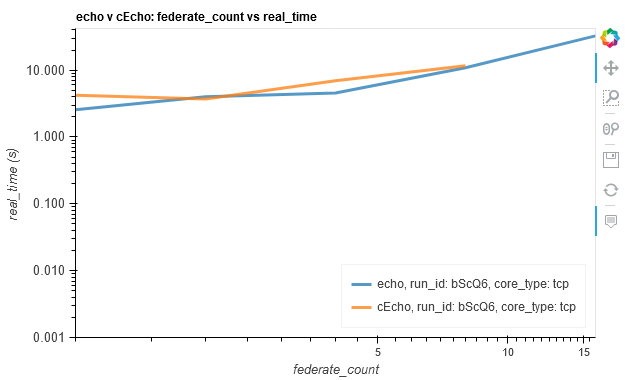 echo v cEcho: federate_count vs real_time
10.000
1.000
0.100
0.010
0.001
real_time (s)
echo, run_id: bScQ6, core_type: tcp
cEcho, run_id: bScQ6, core_type: tcp
5
10
15
federate_count